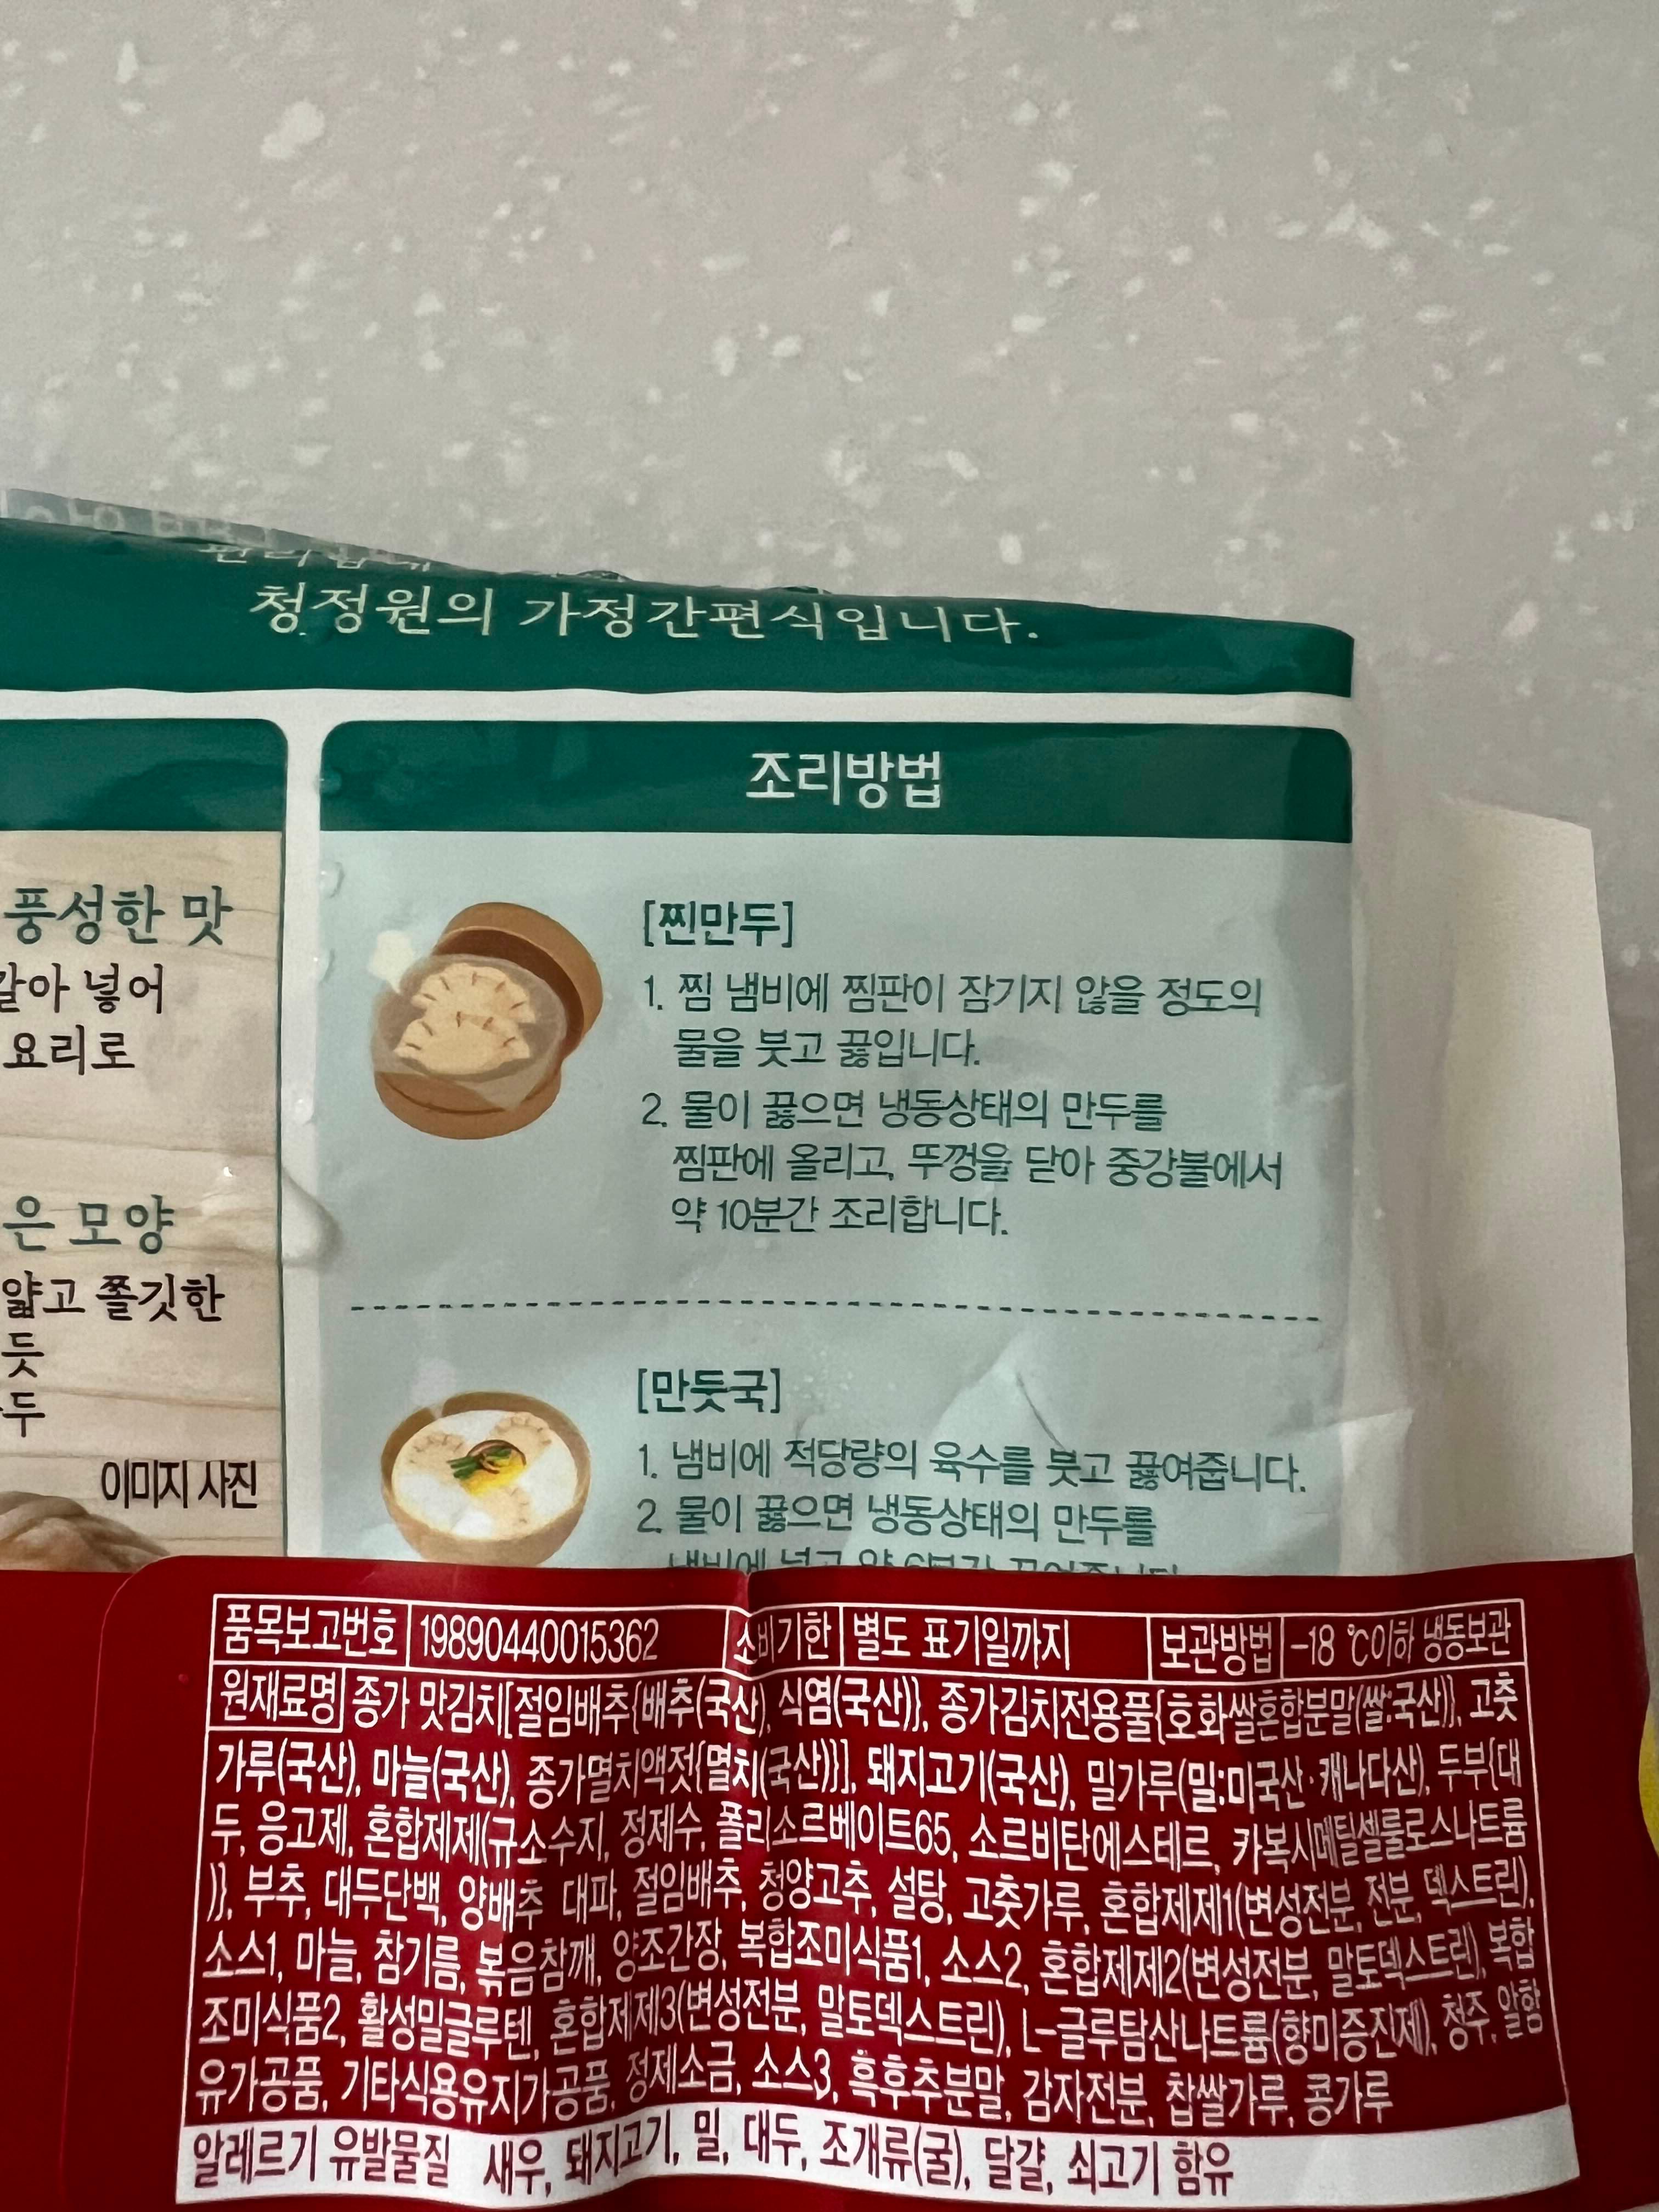 청정원의 가정간편식입니다.
풍성한 맛
갈아 넣어
요리로
은 모양
얇고 쫄깃한
듯
두
이미지 사진
조리방법
[찐만두]
1. 찜 냄비에 찜판이 잠기지 않을 정도의
물을 붓고 끓입니다.
2. 물이 끓으면 냉동상태의 만두를
찜판에 올리고, 뚜껑을 닫아 중강불에서
약 10분간 조리합니다.
[만둣국]
1. 냄비에 적당량의 육수를 붓고 끓여줍니다.
2. 물이 끓으면 냉동상태의 만두를
냄비에 넣고 약 6분간 끓여줍니다
품목보고번호 19890440015362 소비기한 별도 표기일까지 보관방법 -18 ℃이하 냉동보관
원재료명 종가 맛김치[절임배추{배추(국산), 식염(국산)}, 종가김치전용풀{호화쌀혼합분말(쌀:국산)}, 고춧
가루(국산), 마늘(국산), 종가멸치액젓{멸치(국산)}], 돼지고기(국산), 밀가루(밀:미국산·캐나다산), 두부{대
두, 응고제, 혼합제제(규소수지, 정제수, 폴리소르베이트65, 소르비탄에스테르, 카복시메틸셀룰로스나트륨
)}, 부추, 대두단백, 양배추, 대파, 절임배추, 청양고추, 설탕, 고춧가루, 혼합제제1(변성전분, 전분, 덱스트린),
소스1, 마늘, 참기름, 볶음참깨, 양조간장, 복합조미식품1, 소스2, 혼합제제2(변성전분, 말토덱스트린), 복합
조미식품2, 활성밀글루텐, 혼합제제3(변성전분, 말토덱스트린), L-글루탐산나트륨(향미증진제), 청주, 알함
유가공품, 기타식용유지가공품, 정제소금, 소스3, 흑후추분말, 감자전분, 찹쌀가루, 콩가루
알레르기 유발물질 새우, 돼지고기, 밀, 대두, 조개류(굴), 달걀, 쇠고기 함유